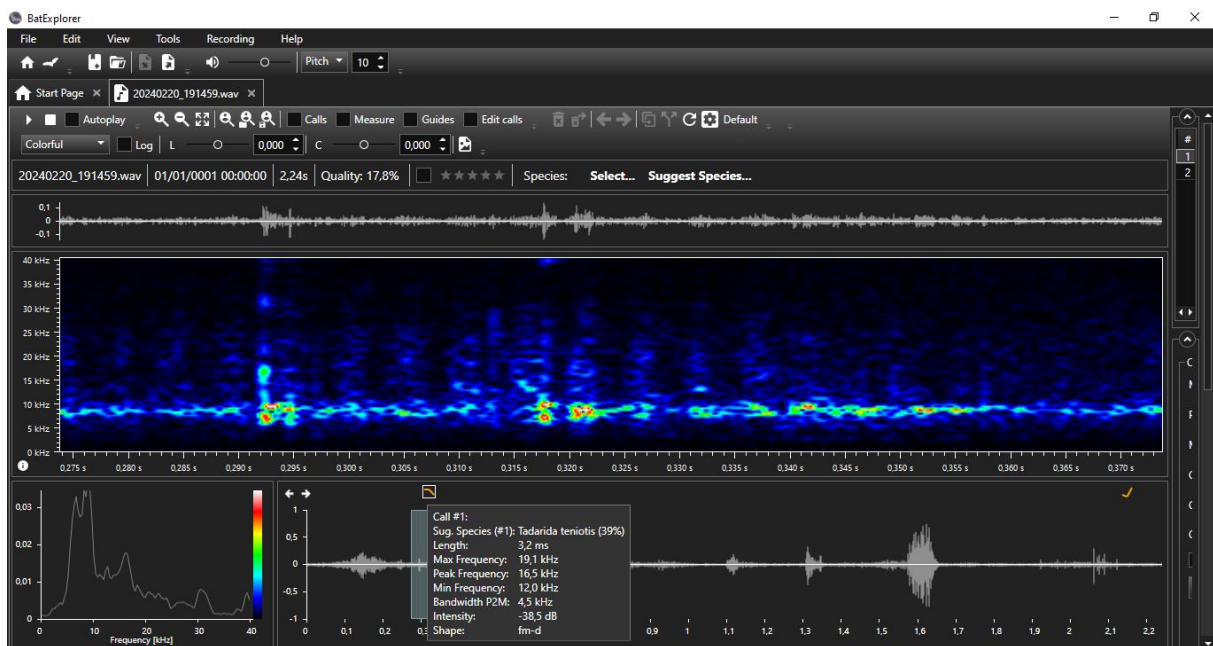 BatExplorer
File Edit View Tools Recording Help
Pitch 10
Start Page × 20240220_191459.wav ×
Autoplay Calls Measure Guides Edit calls Default
Colorful Log L 0,000 C 0,000
20240220_191459.wav 01/01/0001 00:00:00 2,24s Quality: 17,8% ★★★★★ Species: Select... Suggest Species...
#
1
2
0,1
0
-0,1
40 kHz
35 kHz
30 kHz
25 kHz
20 kHz
15 kHz
10 kHz
5 kHz
0 kHz
0,275 s 0,280 s 0,285 s 0,290 s 0,295 s 0,300 s 0,305 s 0,310 s 0,315 s 0,320 s 0,325 s 0,330 s 0,335 s 0,340 s 0,345 s 0,350 s 0,355 s 0,360 s 0,365 s 0,370 s
0,03
0,02
0,01
0
0 10 20 30 40
Frequency [kHz]
1
0,5
0
-0,5
-1
Call #1:
Sug. Species (#1): Tadarida teniotis (39%)
Length: 3,2 ms
Max Frequency: 19,1 kHz
Peak Frequency: 16,5 kHz
Min Frequency: 12,0 kHz
Bandwidth P2M: 4,5 kHz
Intensity: -38,5 dB
Shape: fm-d
0 0,1 0,2 0,9 1 1,1 1,2 1,3 1,4 1,5 1,6 1,7 1,8 1,9 2 2,1 2,2